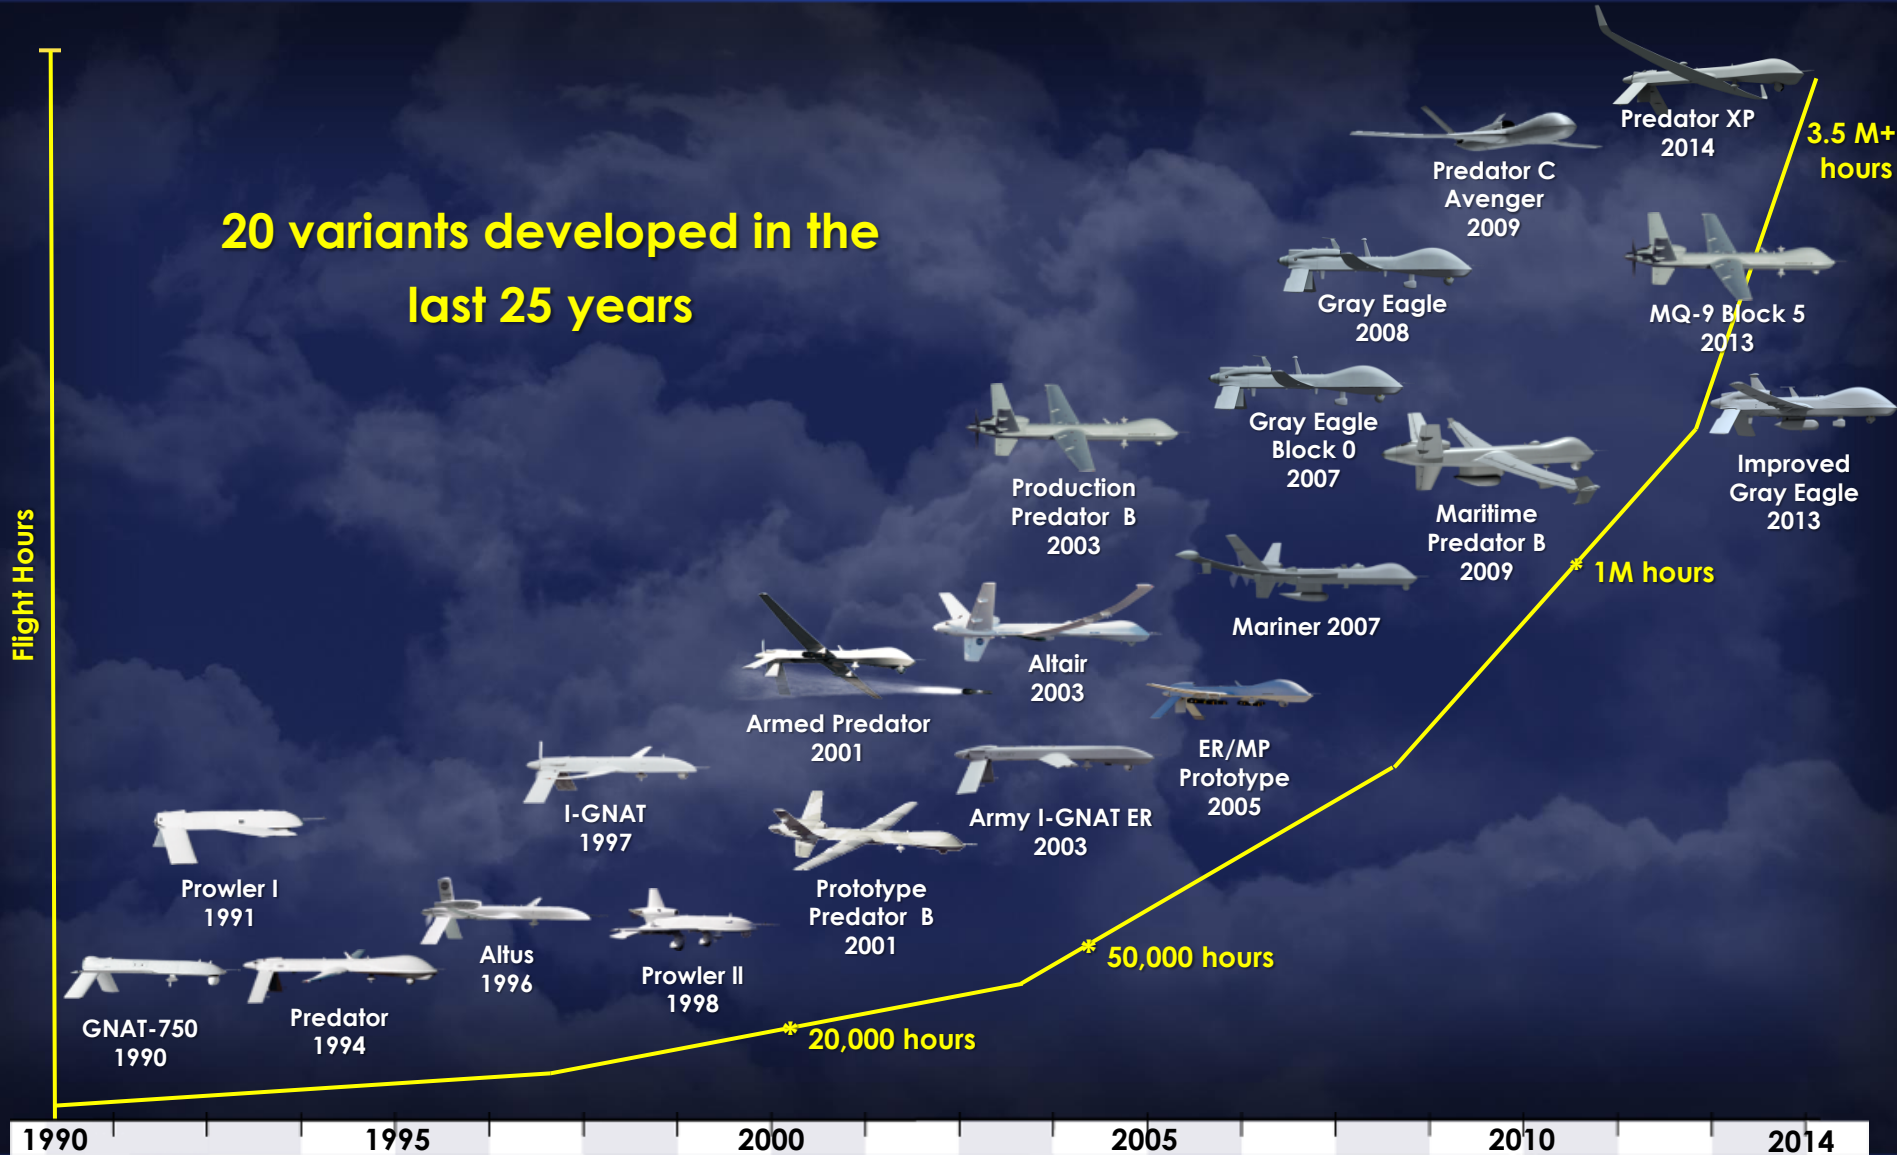 20 variants developed in the
last 25 years
Flight Hours
Predator XP
2014
3.5 M+
hours
Predator C
Avenger
2009
Gray Eagle
2008
MQ-9 Block 5
2013
Gray Eagle
Block 0
2007
Improved
Gray Eagle
2013
Production
Predator B
2003
Maritime
Predator B
2009
1M hours
Mariner 2007
Altair
2003
Armed Predator
2001
ER/MP
Prototype
2005
I-GNAT
1997
Army I-GNAT ER
2003
Prowler I
1991
Prototype
Predator B
2001
Altus
1996
Prowler II
1998
50,000 hours
GNAT-750
1990
Predator
1994
20,000 hours
1990
1995
2000
2005
2010
2014